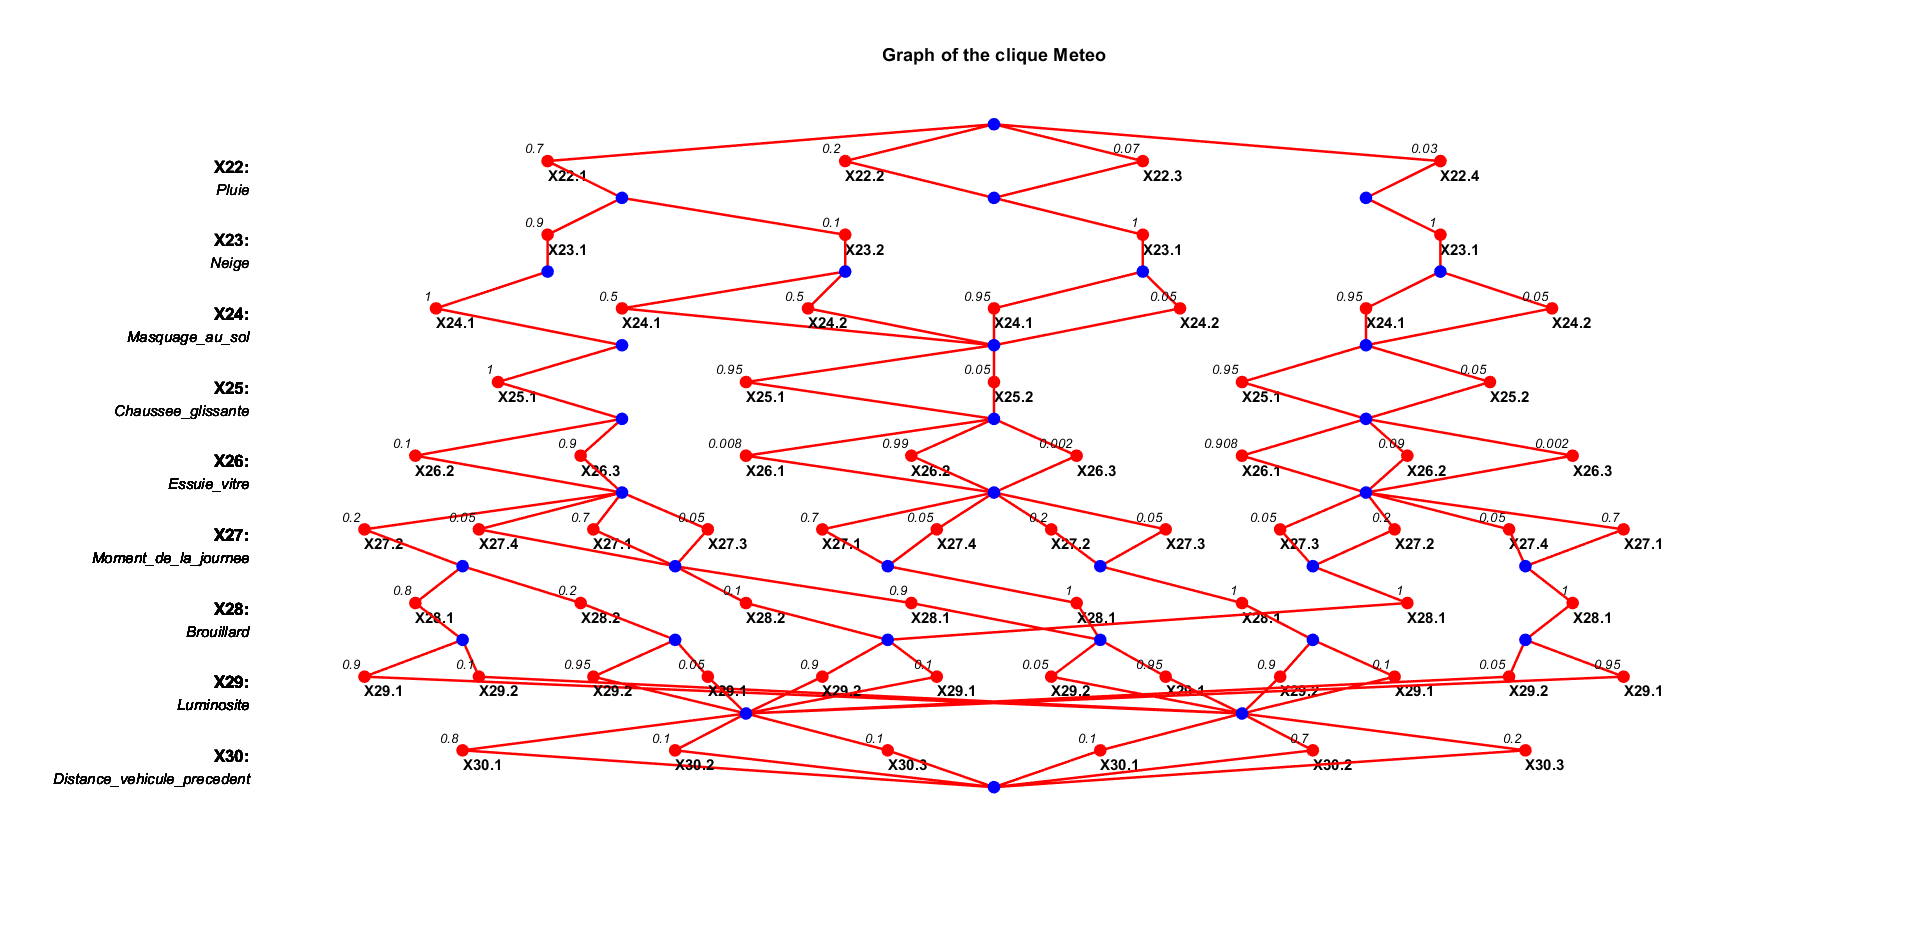 Graph of the clique Meteo
0.7 0.2 0.07 0.03
X22:
X22.1 X22.2 X22.3 X22.4
Pluie
0.9 0.1 1 1
X23:
X23.1 X23.2 X23.1 X23.1
Neige
1 0.5 0.5 0.95 0.05 0.95 0.05
X24:
X24.1 X24.1 X24.2 X24.1 X24.2 X24.1 X24.2
Masquage_au_sol
1 0.95 0.05 0.95 0.05
X25:
X25.1 X25.1 X25.2 X25.1 X25.2
Chaussee_glissante
0.1 0.9 0.008 0.99 0.002 0.908 0.09 0.002
X26:
X26.2 X26.3 X26.1 X26.2 X26.3 X26.1 X26.2 X26.3
Essuie_vitre
0.2 0.05 0.7 0.05 0.7 0.05 0.2 0.05 0.05 0.2 0.05 0.7
X27:
X27.2 X27.4 X27.1 X27.3 X27.1 X27.4 X27.2 X27.3 X27.3 X27.2 X27.4 X27.1
Moment_de_la_journee
0.8 0.2 0.1 0.9 1 1 1 1
X28:
X28.1 X28.2 X28.2 X28.1 X28.1 X28.1 X28.1 X28.1
Brouillard
0.9 0.1 0.95 0.05 0.9 0.1 0.05 0.95 0.9 0.1 0.05 0.95
X29:
X29.1 X29.2 X29.2 X29.1 X29.2 X29.1 X29.2 X29.1 X29.2 X29.1 X29.2 X29.1
Luminosite
0.8 0.1 0.1 0.1 0.7 0.2
X30:
X30.1 X30.2 X30.3 X30.1 X30.2 X30.3
Distance_vehicule_precedent